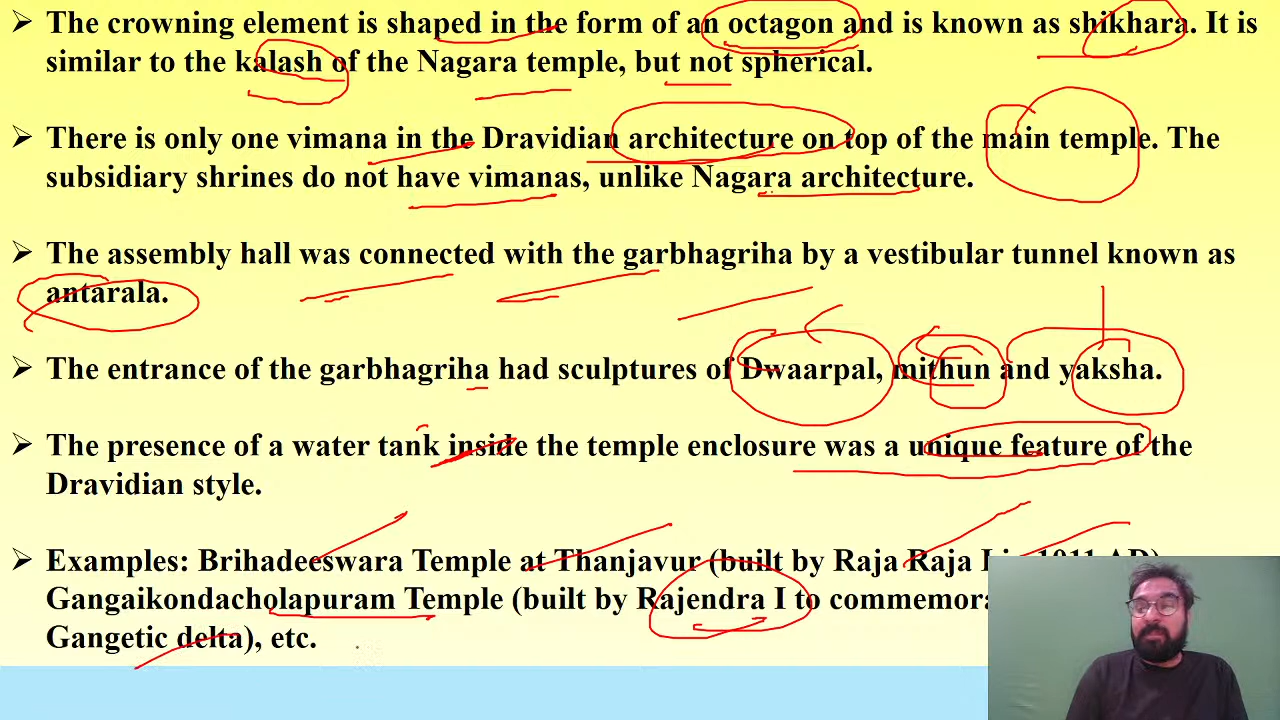 ➢ The crowning element is shaped in the form of an octagon and is known as shikhara. It is
similar to the kalash of the Nagara temple, but not spherical.
➢ There is only one vimana in the Dravidian architecture on top of the main temple. The
subsidiary shrines do not have vimanas, unlike Nagara architecture.
➢ The assembly hall was connected with the garbhagriha by a vestibular tunnel known as
antarala.
➢ The entrance of the garbhagriha had sculptures of Dwaarpal, mithun and yaksha.
➢ The presence of a water tank inside the temple enclosure was a unique feature of the
Dravidian style.
➢ Examples: Brihadeeswara Temple at Thanjavur (built by Raja Raja I in 1011 AD)
Gangaikondacholapuram Temple (built by Rajendra I to
Gangetic delta), etc.